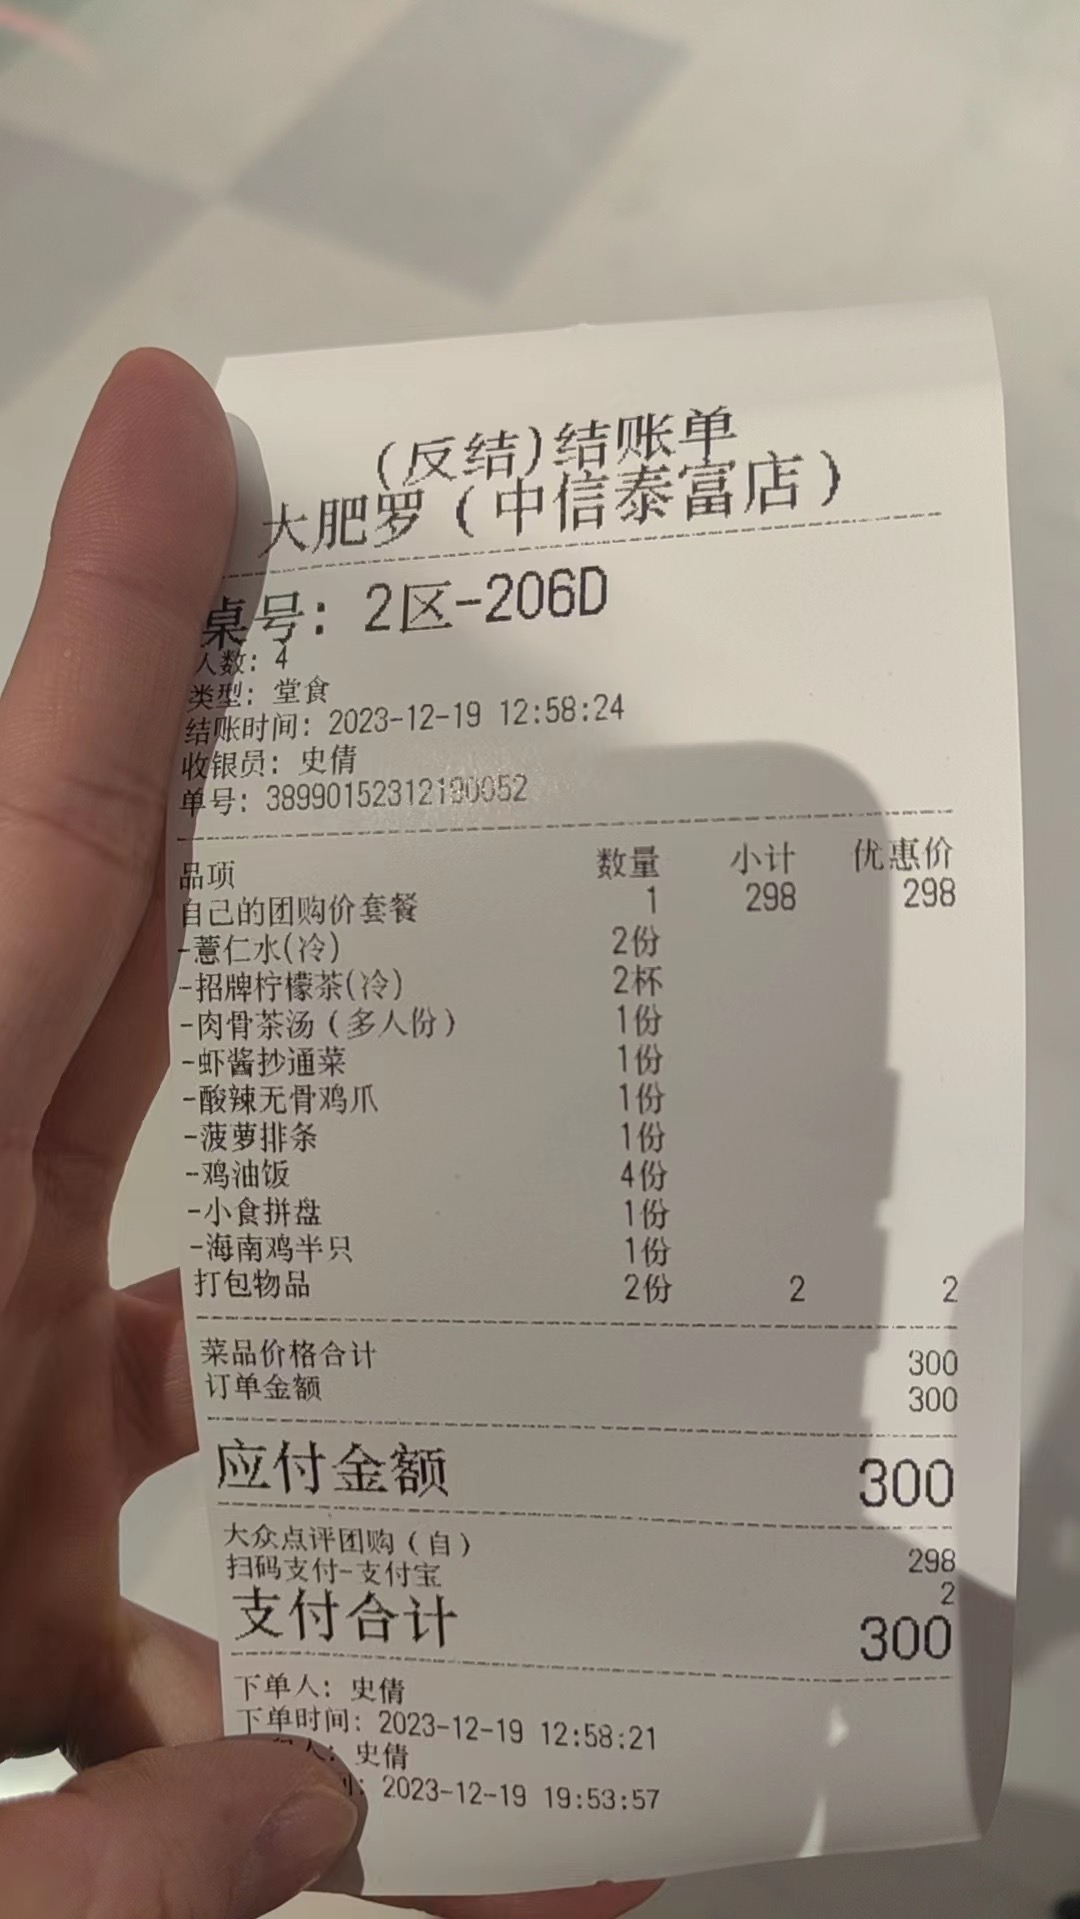 (反结)结账单
大肥罗（中信泰富店）
桌号：2区-206D
人数：4
类型：堂食
结账时间：2023-12-19 12:58:24
收银员：史倩
单号：38990152312190052
品项 数量 小计 优惠价
自己的团购价套餐 1 298 298
-薏仁水(冷) 2份
-招牌柠檬茶(冷) 2杯
-肉骨茶汤（多人份） 1份
-虾酱抄通菜 1份
-酸辣无骨鸡爪 1份
-菠萝排条 1份
-鸡油饭 4份
-小食拼盘 1份
-海南鸡半只 1份
打包物品 2份 2 2
菜品价格合计 300
订单金额 300
应付金额 300
大众点评团购（自） 298
扫码支付-支付宝 2
支付合计 300
下单人：史倩
下单时间：2023-12-19 12:58:21
人：史倩
：2023-12-19 19:53:57